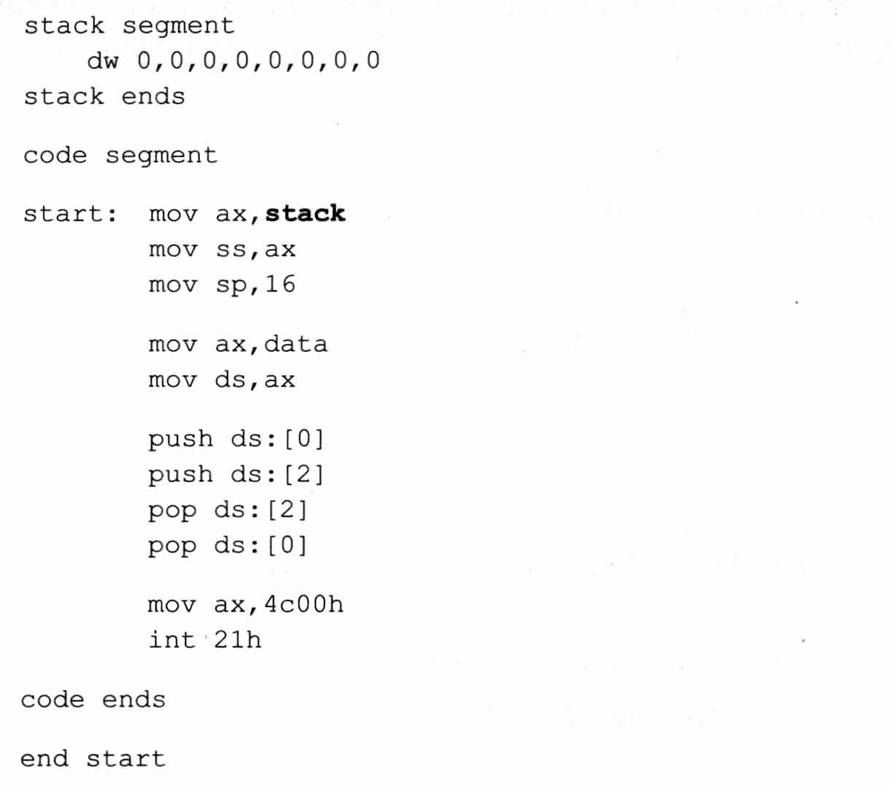 stack segment
    dw 0,0,0,0,0,0,0,0
stack ends
code segment
start:  mov ax,stack
        mov ss,ax
        mov sp,16
        mov ax,data
        mov ds,ax
        push ds:[0]
        push ds:[2]
        pop ds:[2]
        pop ds:[0]
        mov ax,4c00h
        int 21h
code ends
end start